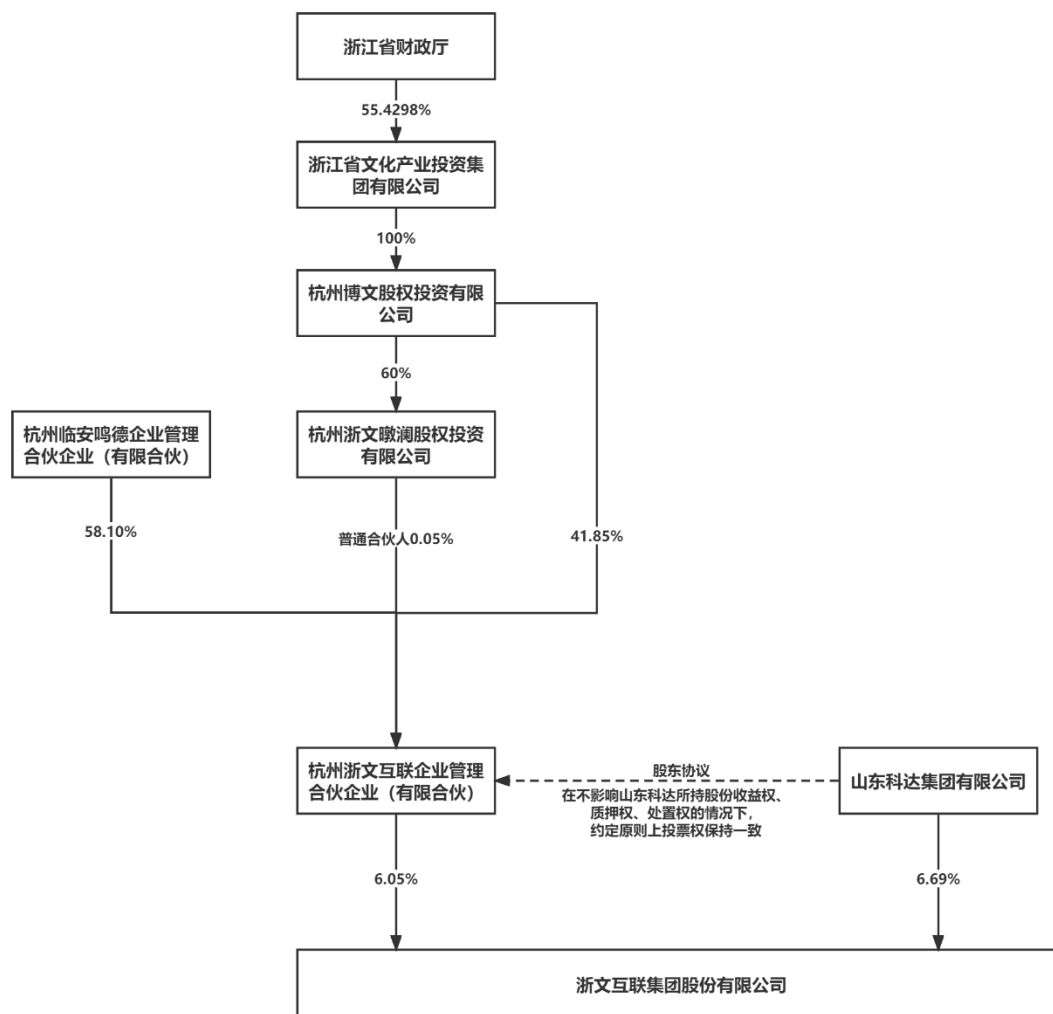 浙江省财政厅
55.4298%
浙江省文化产业投资集
团有限公司
100%
杭州博文股权投资有限
公司
60%
杭州临安鸣德企业管理
合伙企业（有限合伙）
杭州浙文暾澜股权投资
有限公司
58.10%
普通合伙人0.05%
41.85%
杭州浙文互联企业管理
合伙企业（有限合伙）
股东协议
在不影响山东科达所持股份收益权、
质押权、处置权的情况下，
约定原则上投票权保持一致
山东科达集团有限公司
6.05%
6.69%
浙文互联集团股份有限公司